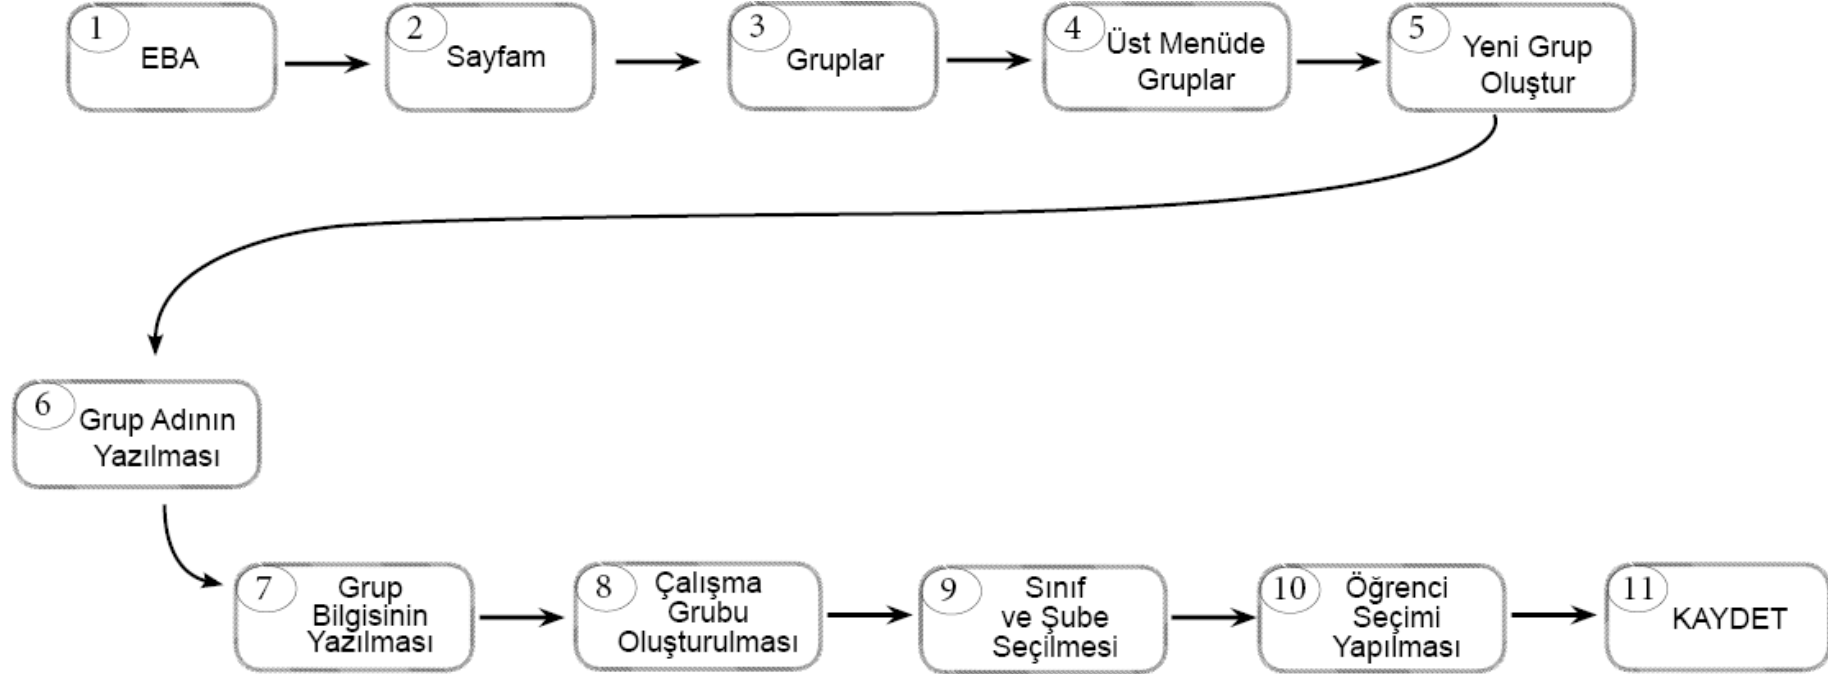 1
EBA
2
Sayfam
3
Gruplar
4
Üst Menüde
Gruplar
5
Yeni Grup
Oluştur
6
Grup Adının
Yazılması
7
Grup
Bilgisinin
Yazılması
8
Çalışma
Grubu
Oluşturulması
9
Sınıf
ve Şube
Seçilmesi
10
Öğrenci
Seçimi
Yapılması
11
KAYDET